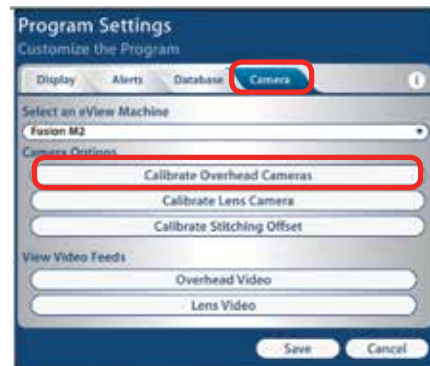 Program Settings
Customize the Program
Display Alerts Database Camera i
Select an eView Machine
Fusion M2
Camera Options
Calibrate Overhead Cameras
Calibrate Lens Camera
Calibrate Stitching Offset
View Video Feeds
Overhead Video
Lens Video
Save Cancel